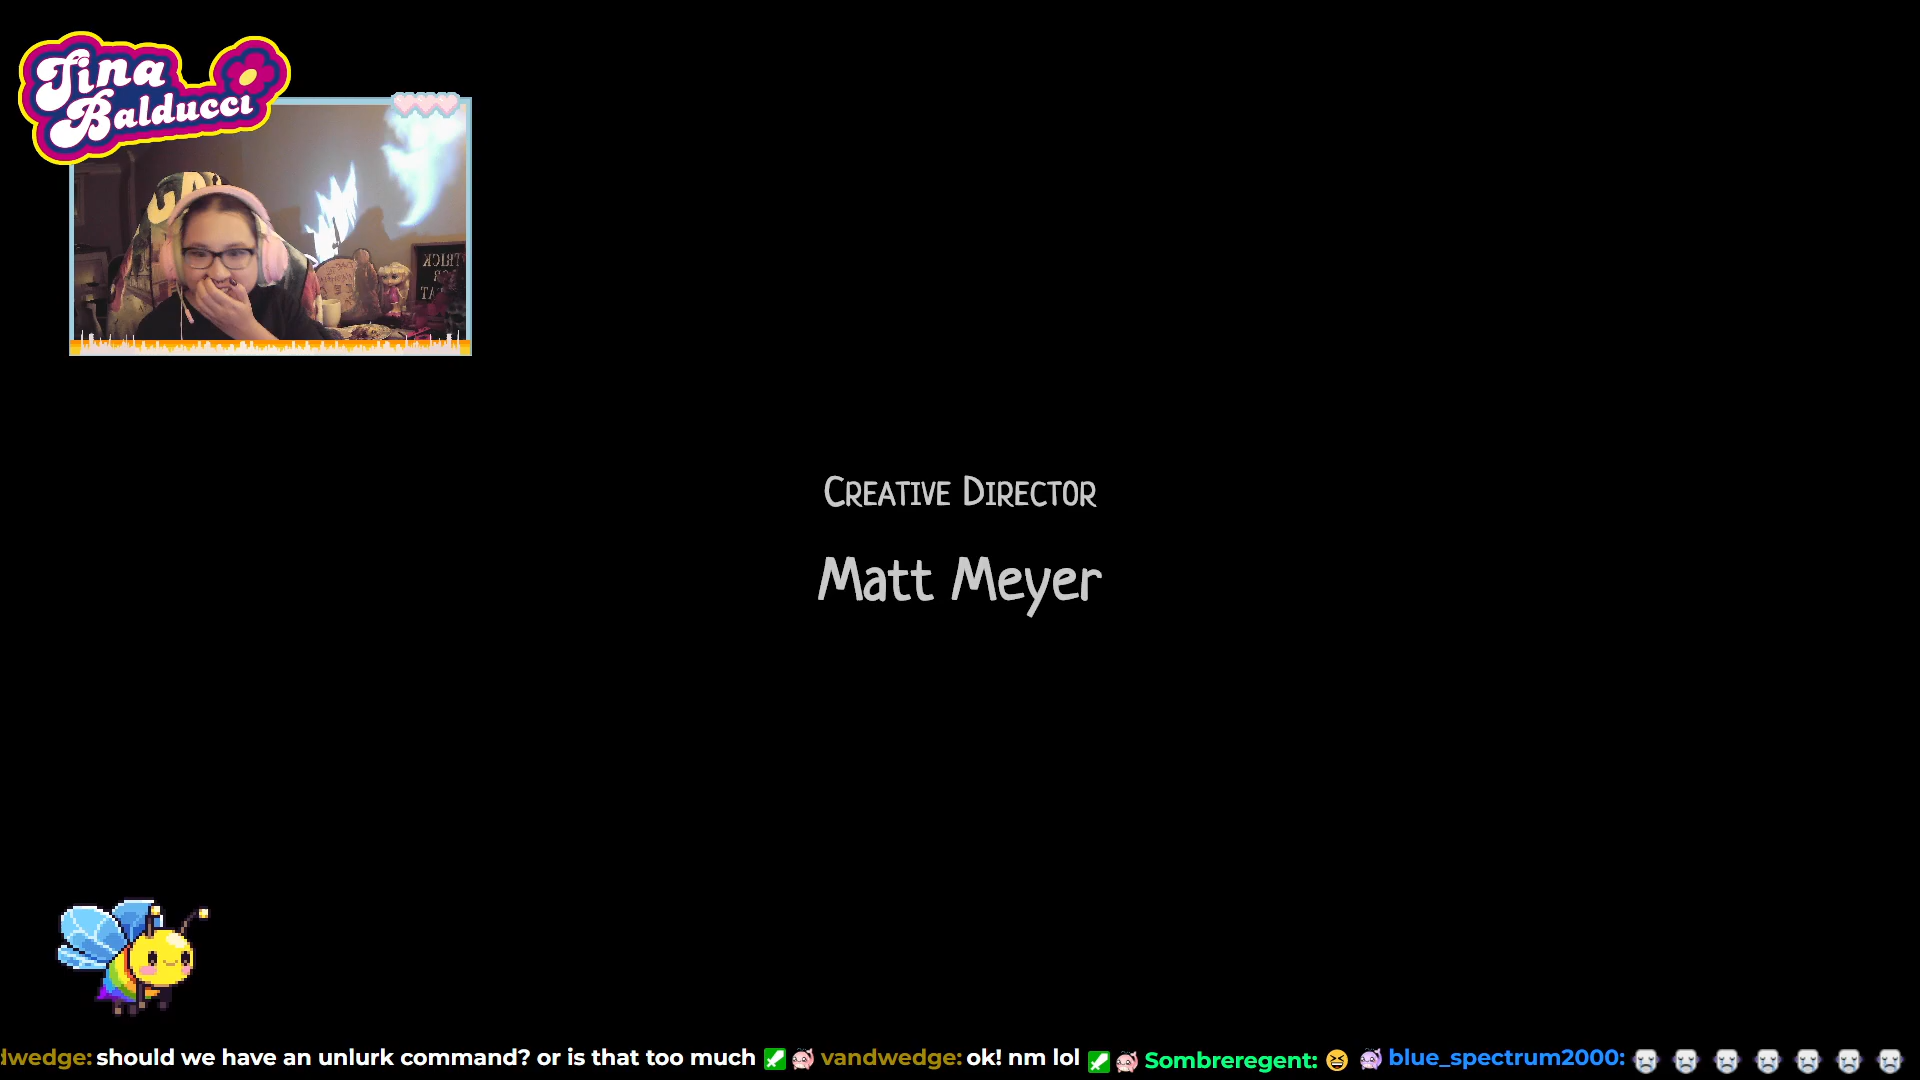 Tina
Balducci
Creative Director
Matt Meyer
dwedge: should we have an unlurk command? or is that too much vandwedge: ok! nm lol Sombreregent: 😆 blue_spectrum2000: